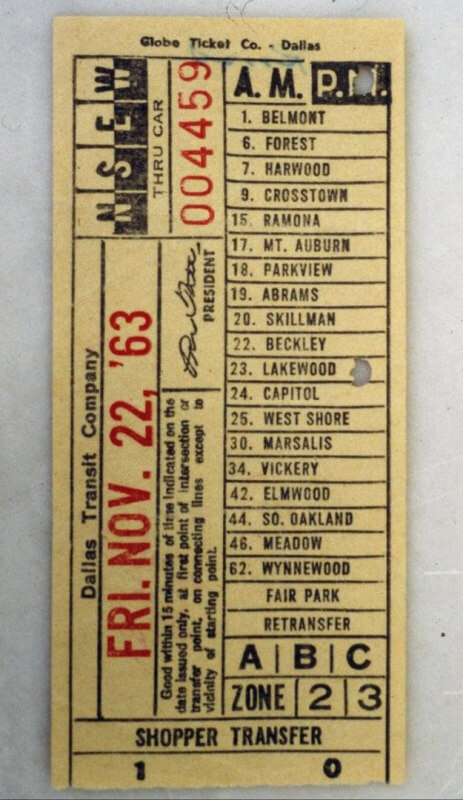 Globe Ticket Co. - Dallas
N S E W
THRU CAR
004459
PRESIDENT
Dallas Transit Company
FRI. NOV. 22, '63
Good within 15 minutes of time indicated on the
date issued only, at first point of intersection or
transfer point, on connecting lines except to
vicinity of starting point.
A.M. P.M.
1. BELMONT
6. FOREST
7. HARWOOD
9. CROSSTOWN
15. RAMONA
17. MT. AUBURN
18. PARKVIEW
19. ABRAMS
20. SKILLMAN
22. BECKLEY
23. LAKEWOOD
24. CAPITOL
25. WEST SHORE
30. MARSALIS
34. VICKERY
42. ELMWOOD
44. SO. OAKLAND
46. MEADOW
62. WYNNEWOOD
FAIR PARK
RETRANSFER
A B C
ZONE 2 3
SHOPPER TRANSFER
1 0